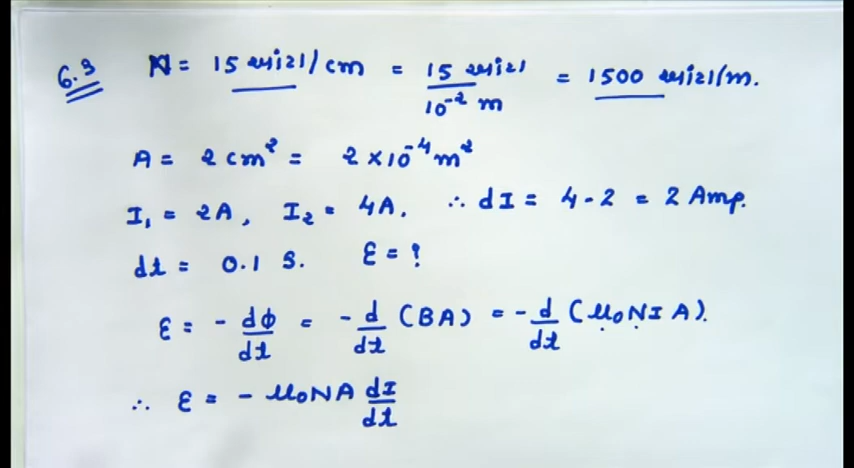 6.3 N = 15 આંટા/cm = 15 આંટા / 10⁻² m = 1500 આંટા/m.
A = 2 cm² = 2 × 10⁻⁴ m²
I₁ = 2A, I₂ = 4A. ∴ dI = 4 - 2 = 2 Amp.
dt = 0.1 s. ε = ?
ε = - dϕ/dt = - d/dt (BA) = - d/dt (μ₀NIA).
∴ ε = - μ₀NA dI/dt